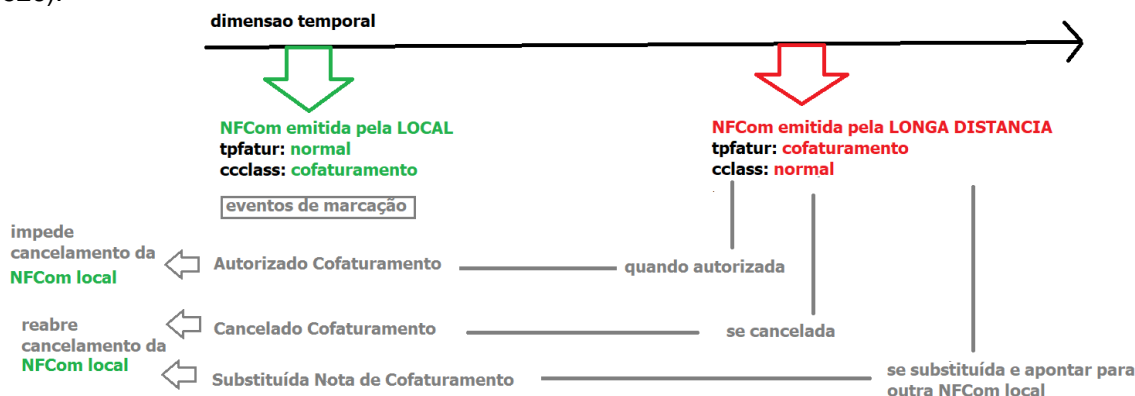 dimensao temporal
NFCom emitida pela LOCAL
tpfatur: normal
ccclass: cofaturamento
eventos de marcação
NFCom emitida pela LONGA DISTANCIA
tpfatur: cofaturamento
cclass: normal
impede
cancelamento da
NFCom local
Autorizado Cofaturamento
quando autorizada
reabre
cancelamento da
NFCom local
Cancelado Cofaturamento
se cancelada
Substituída Nota de Cofaturamento
se substituída e apontar para
outra NFCom local